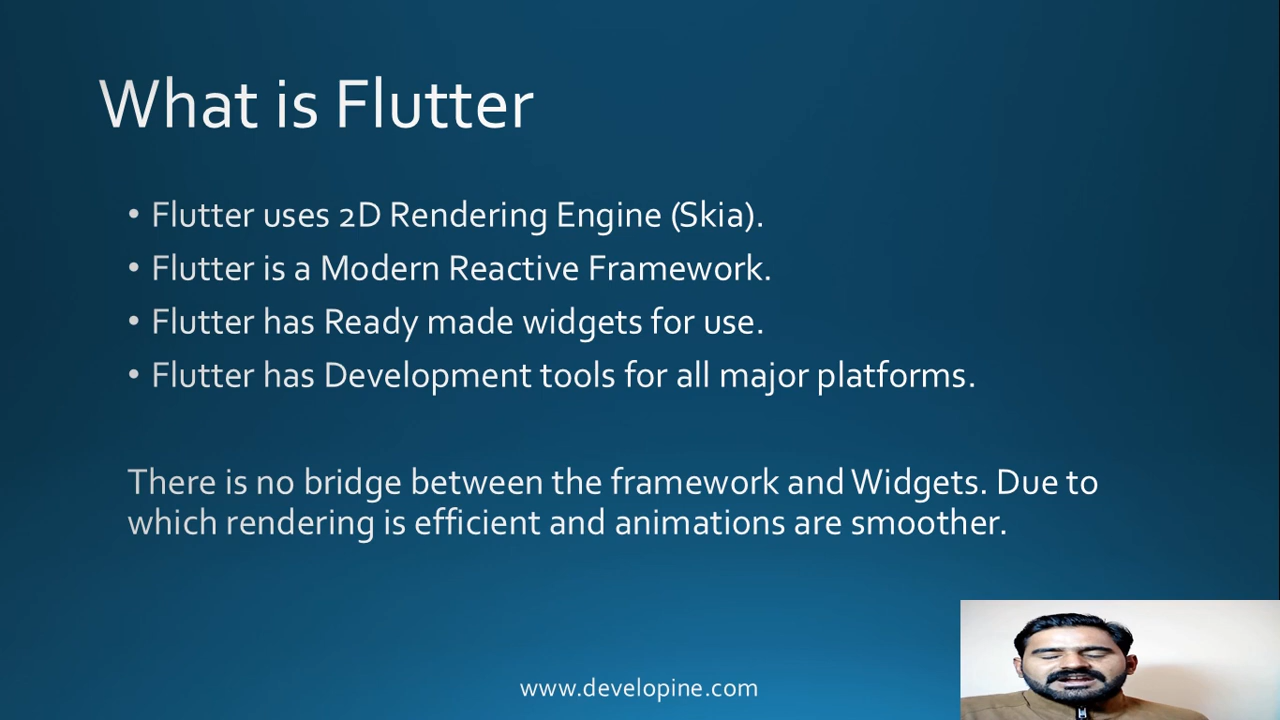 What is Flutter
• Flutter uses 2D Rendering Engine (Skia).
• Flutter is a Modern Reactive Framework.
• Flutter has Ready made widgets for use.
• Flutter has Development tools for all major platforms.
There is no bridge between the framework and Widgets. Due to
which rendering is efficient and animations are smoother.
www.developine.com